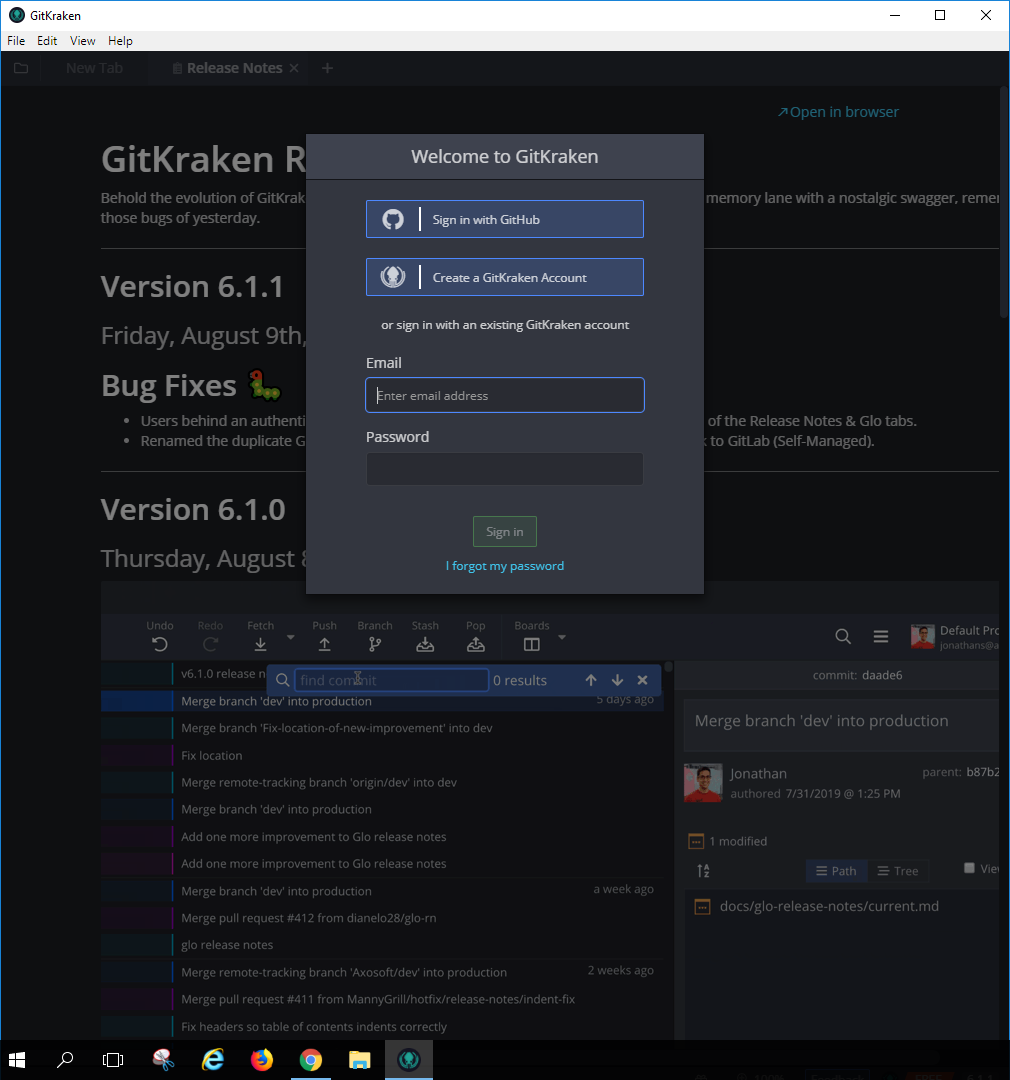 GitKraken
File Edit View Help
New Tab Release Notes
Open in browser
GitKraken R
Welcome to GitKraken
Behold the evolution of GitKrak memory lane with a nostalgic swagger, remem
those bugs of yesterday.
Sign in with GitHub
Version 6.1.1
Create a GitKraken Account
Friday, August 9th,
or sign in with an existing GitKraken account
Email
Bug Fixes
Enter email address
Users behind an authenti of the Release Notes & Glo tabs.
Renamed the duplicate G k to GitLab (Self-Managed).
Password
Version 6.1.0
Sign in
Thursday, August 8
I forgot my password
Undo Redo Fetch Push Branch Stash Pop Boards
Default Pro
jonathans@a
v6.1.0 release n
find commit 0 results
commit: daade6
Merge branch 'dev' into production 5 days ago
Merge branch 'dev' into production
Merge branch 'Fix-location-of-new-improvement' into dev
Fix location
Jonathan parent: b87b2
authored 7/31/2019 @ 1:25 PM
Merge remote-tracking branch 'origin/dev' into dev
Merge branch 'dev' into production
Add one more improvement to Glo release notes
1 modified
Add one more improvement to Glo release notes
Path Tree View
Merge branch 'dev' into production a week ago
docs/glo-release-notes/current.md
Merge pull request #412 from dianelo28/glo-rn
glo release notes
Merge remote-tracking branch 'Axosoft/dev' into production 2 weeks ago
Merge pull request #411 from MannyGrill/hotfix/release-notes/indent-fix
Fix headers so table of contents indents correctly